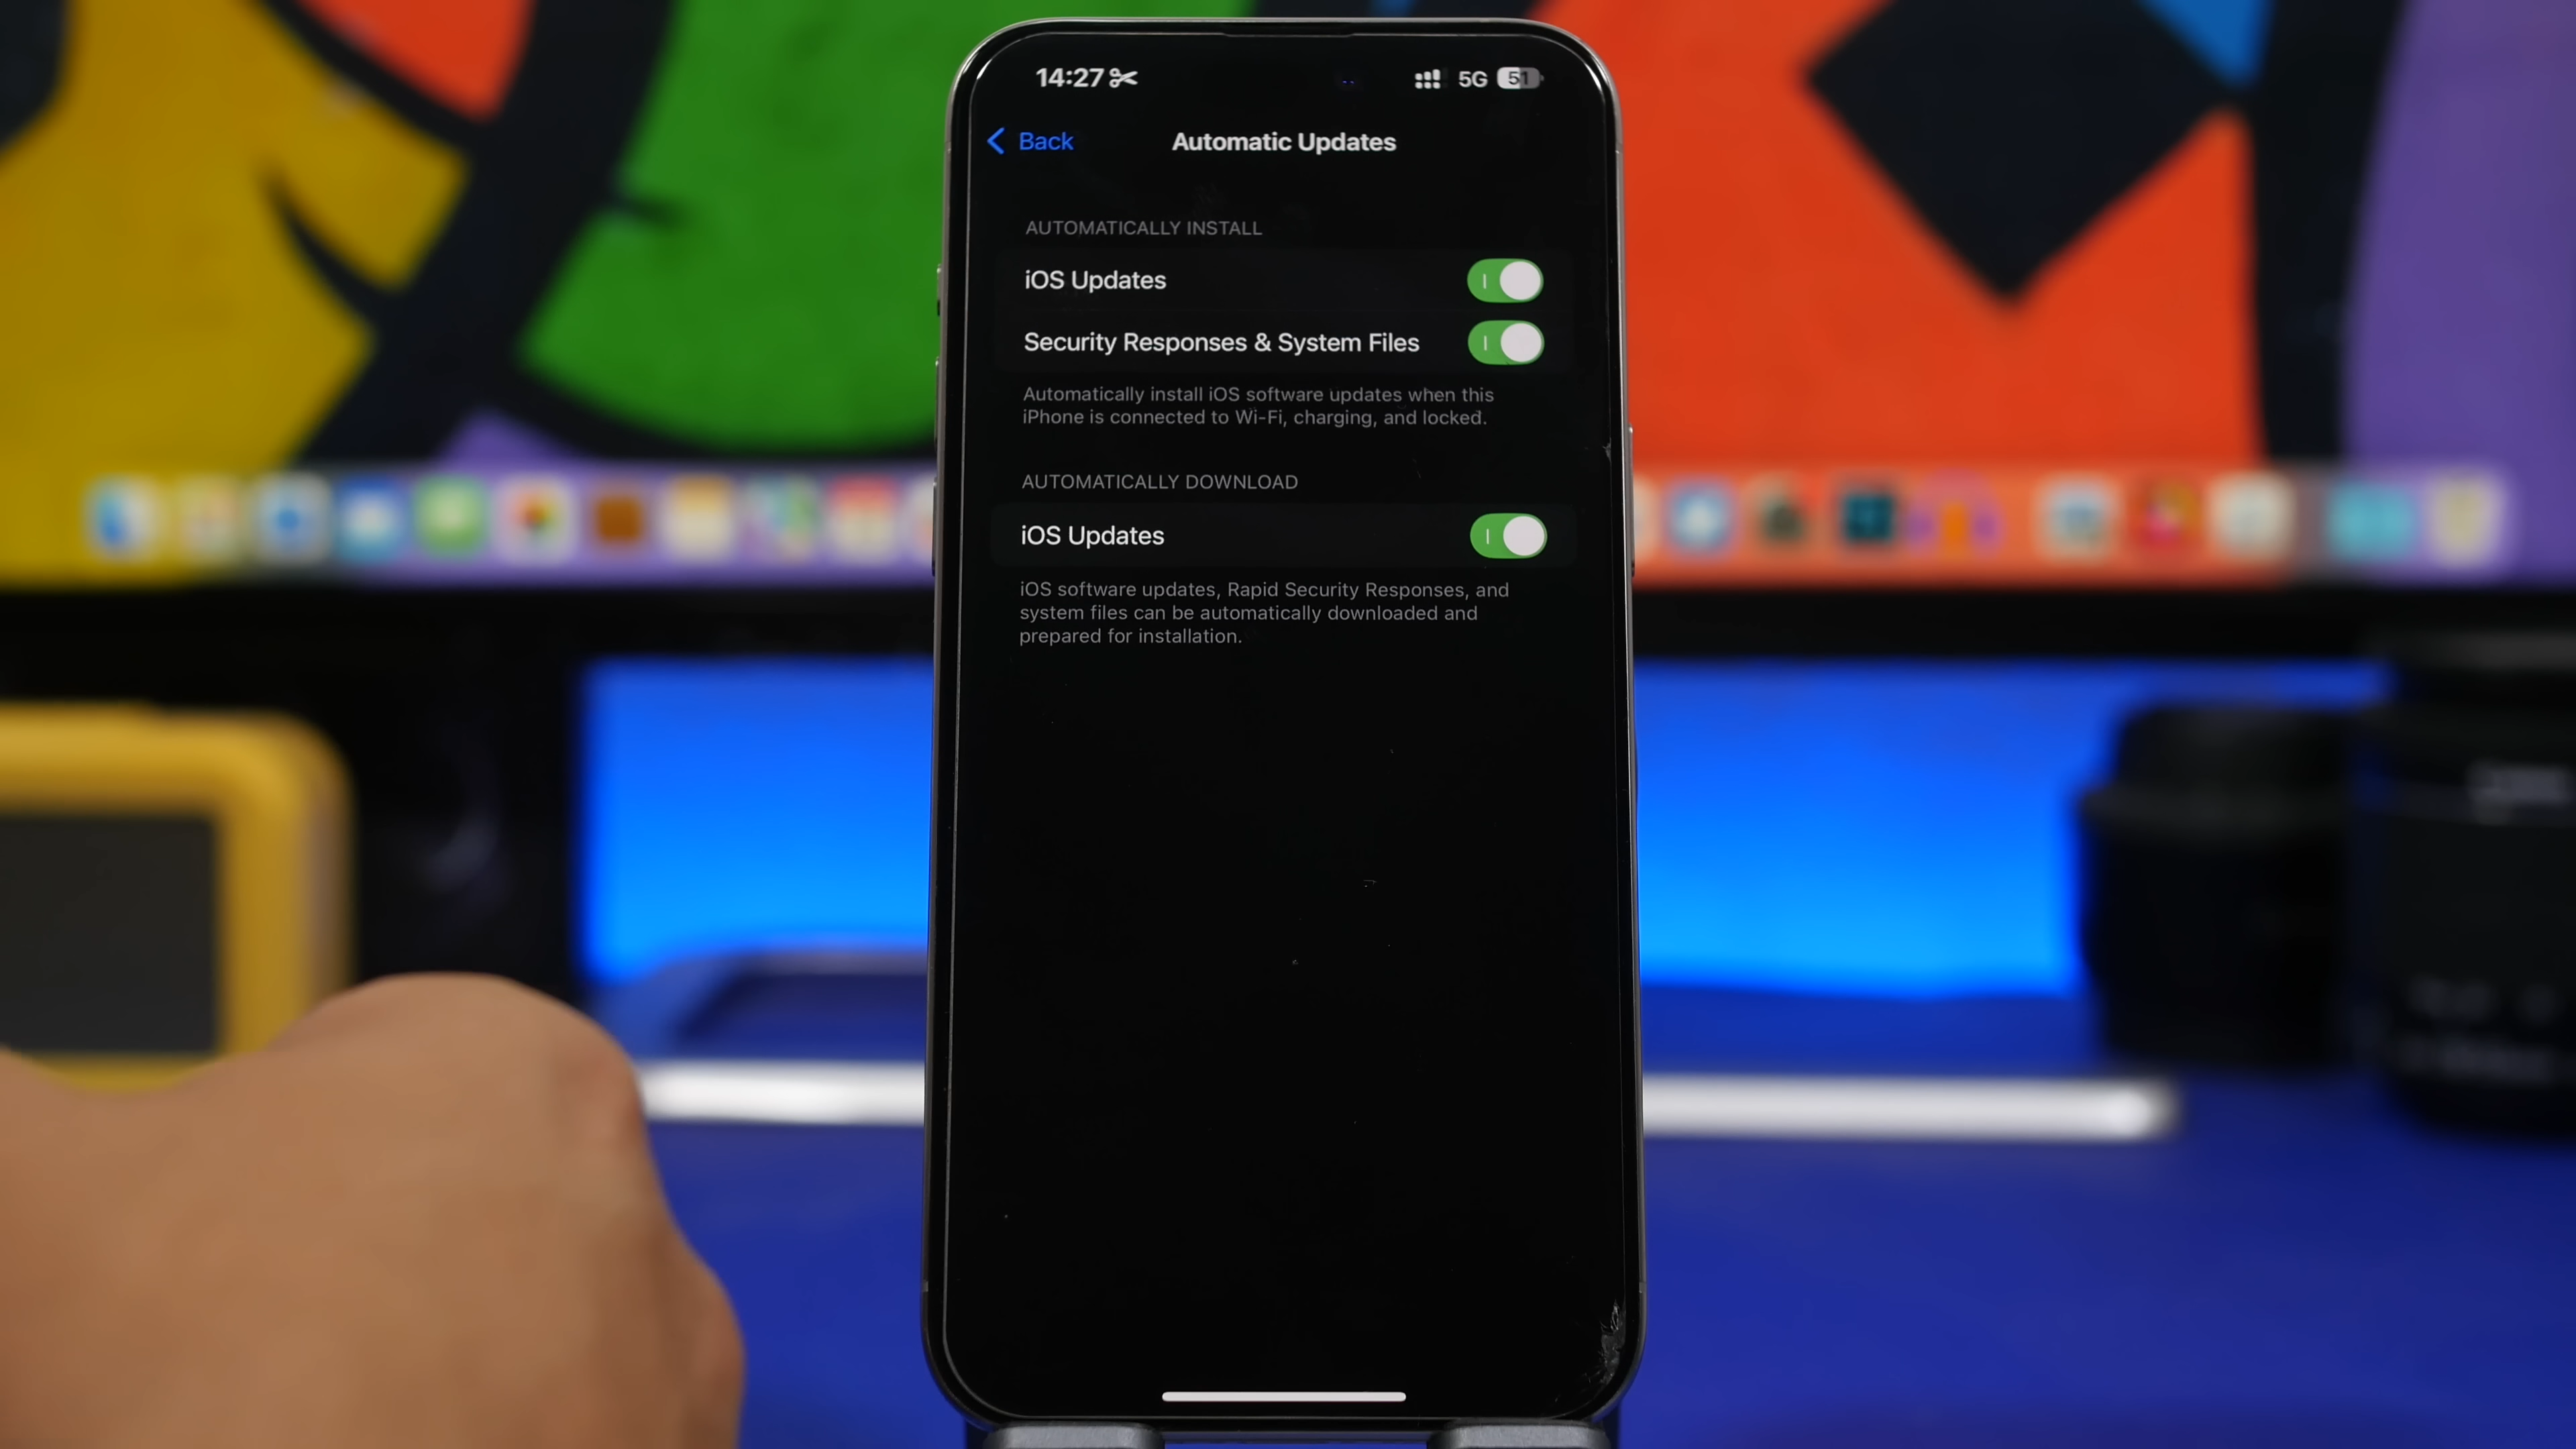 14:27
5G 51
Back
Automatic Updates
AUTOMATICALLY INSTALL
iOS Updates
Security Responses & System Files
Automatically install iOS software updates when this
iPhone is connected to Wi-Fi, charging, and locked.
AUTOMATICALLY DOWNLOAD
iOS Updates
iOS software updates, Rapid Security Responses, and
system files can be automatically downloaded and
prepared for installation.